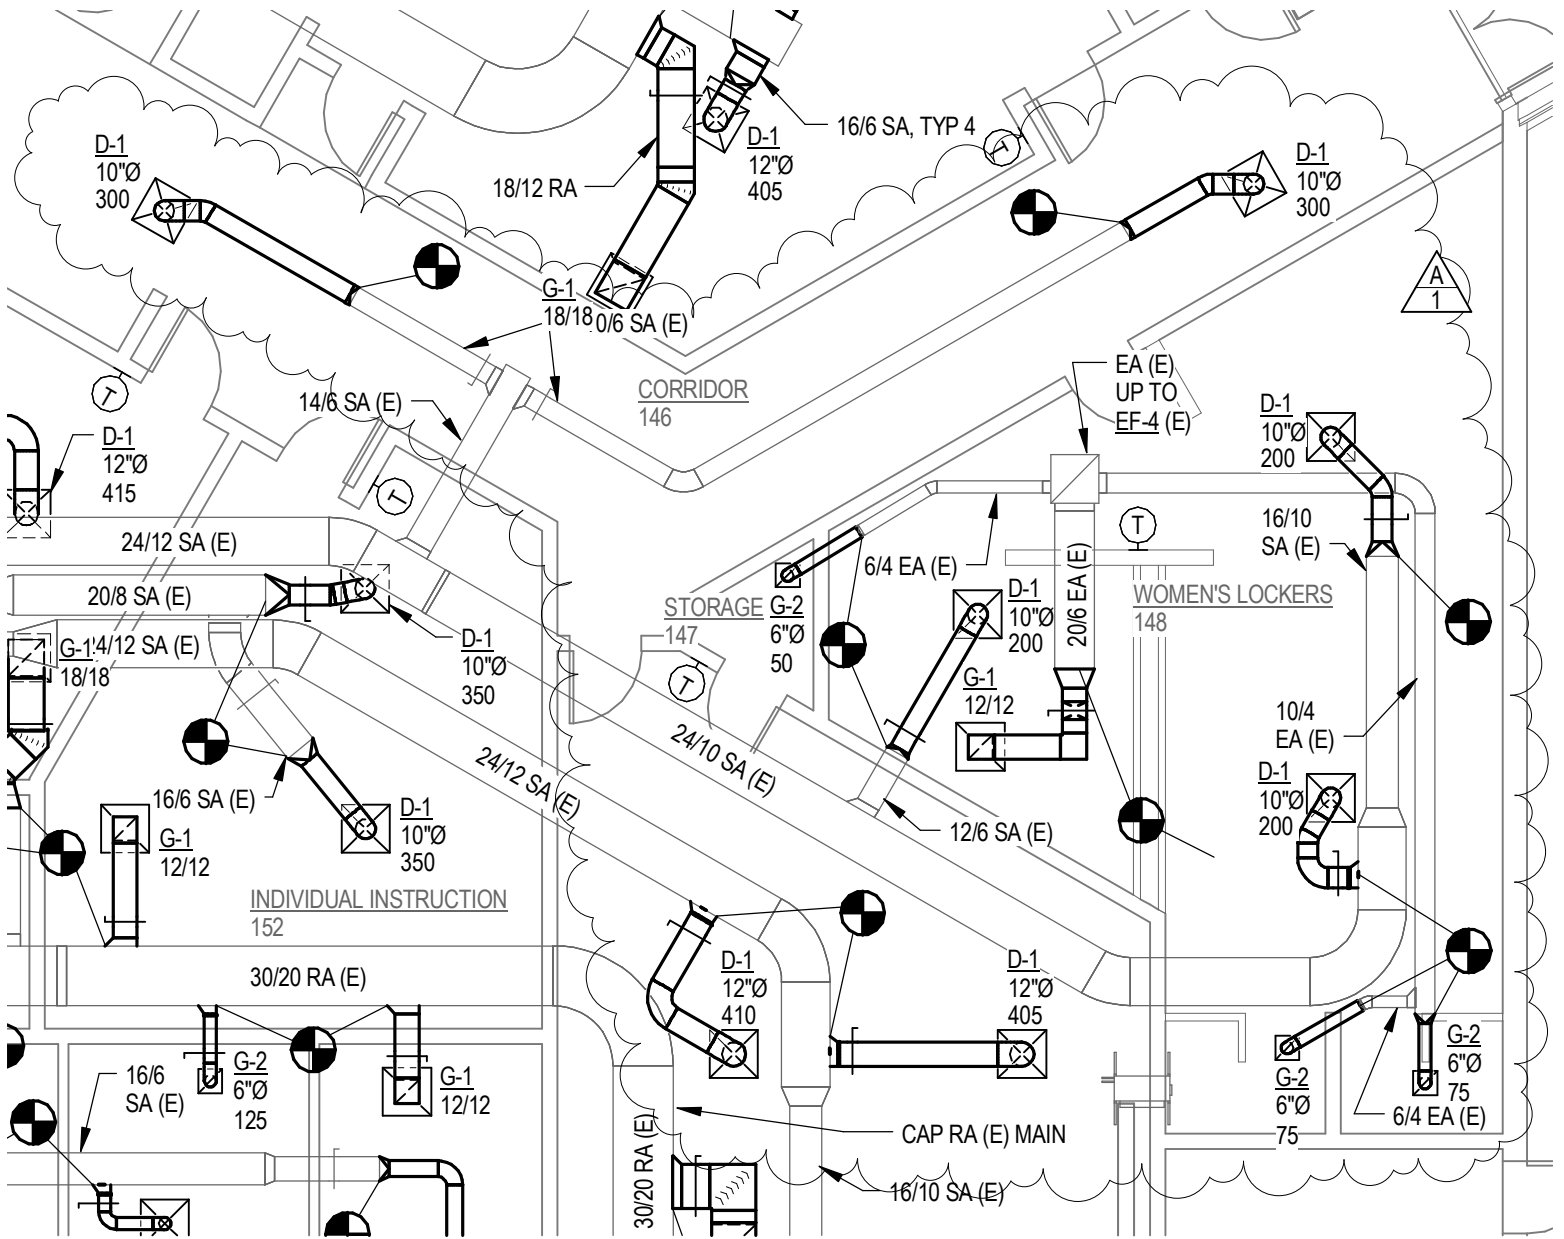 D-1
10"Ø
300
18/12 RA
16/6 SA, TYP 4
D-1
12"Ø
405
T
D-1
10"Ø
300
A
1
G-1
18/18
0/6 SA (E)
CORRIDOR
146
14/6 SA (E)
T
EA (E)
UP TO
EF-4 (E)
D-1
10"Ø
200
D-1
12"Ø
415
T
24/12 SA (E)
20/8 SA (E)
16/10
SA (E)
T
6/4 EA (E)
20/6 EA (E)
WOMEN'S LOCKERS
148
STORAGE
147
G-2
6"Ø
50
D-1
10"Ø
200
G-1
18/18
4/12 SA (E)
D-1
10"Ø
350
T
G-1
12/12
10/4
EA (E)
24/10 SA (E)
24/12 SA (E)
16/6 SA (E)
D-1
10"Ø
350
D-1
10"Ø
200
12/6 SA (E)
G-1
12/12
INDIVIDUAL INSTRUCTION
152
30/20 RA (E)
D-1
12"Ø
410
D-1
12"Ø
405
16/6
SA (E)
G-2
6"Ø
125
G-1
12/12
G-2
6"Ø
75
G-2
6"Ø
75
6/4 EA (E)
CAP RA (E) MAIN
30/20 RA (E)
16/10 SA (E)